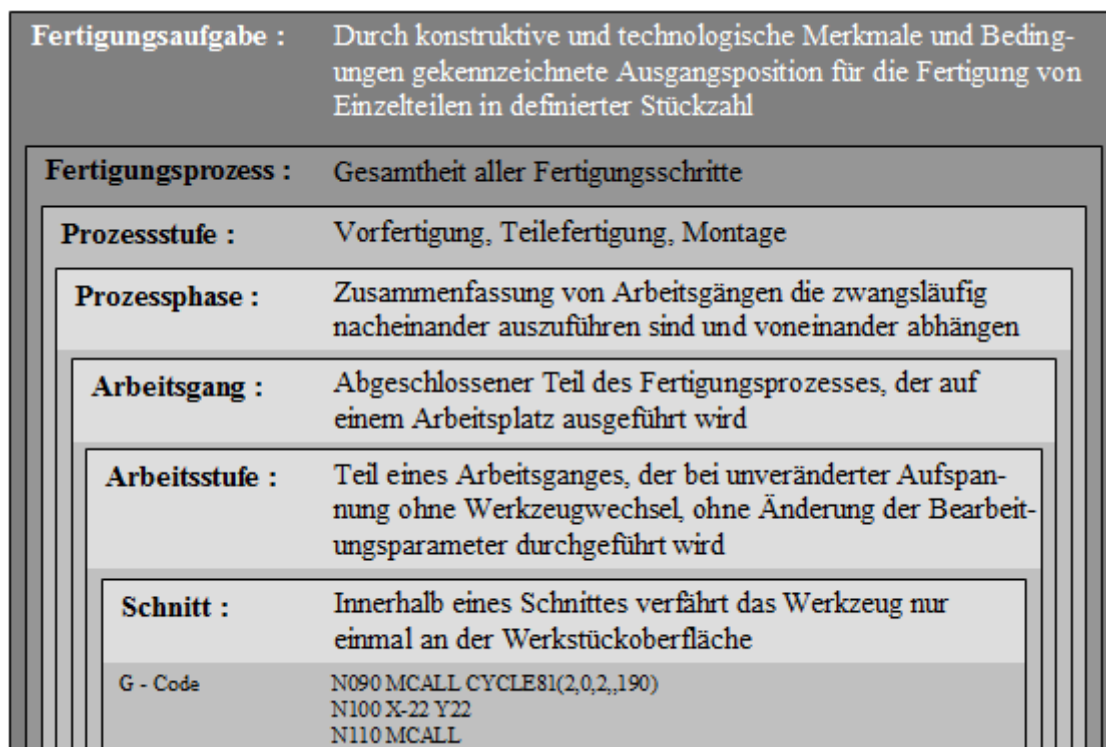 Fertigungsaufgabe : Durch konstruktive und technologische Merkmale und Beding-
ungen gekennzeichnete Ausgangsposition für die Fertigung von
Einzelteilen in definierter Stückzahl
Fertigungsprozess : Gesamtheit aller Fertigungsschritte
Prozessstufe : Vorfertigung, Teilefertigung, Montage
Prozessphase : Zusammenfassung von Arbeitsgängen die zwangsläufig
nacheinander auszuführen sind und voneinander abhängen
Arbeitsgang : Abgeschlossener Teil des Fertigungsprozesses, der auf
einem Arbeitsplatz ausgeführt wird
Arbeitsstufe : Teil eines Arbeitsganges, der bei unveränderter Aufspan-
nung ohne Werkzeugwechsel, ohne Änderung der Bearbeit-
ungsparameter durchgeführt wird
Schnitt : Innerhalb eines Schnittes verfährt das Werkzeug nur
einmal an der Werkstückoberfläche
G - Code N090 MCALL CYCLE81(2,0,2,,190)
N100 X-22 Y22
N110 MCALL